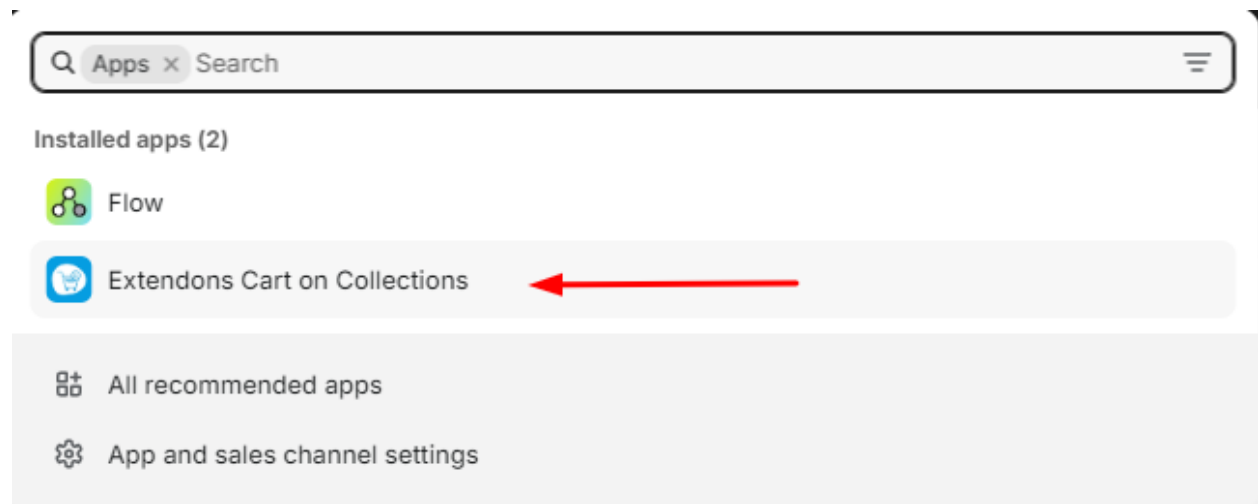 Apps × Search
Installed apps (2)
Flow
Extendons Cart on Collections
All recommended apps
App and sales channel settings